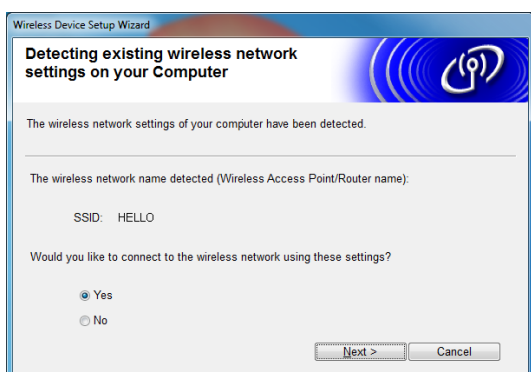 Wireless Device Setup Wizard
Detecting existing wireless network
settings on your Computer
The wireless network settings of your computer have been detected.
The wireless network name detected (Wireless Access Point/Router name):
SSID: HELLO
Would you like to connect to the wireless network using these settings?
Yes
No
Next > Cancel